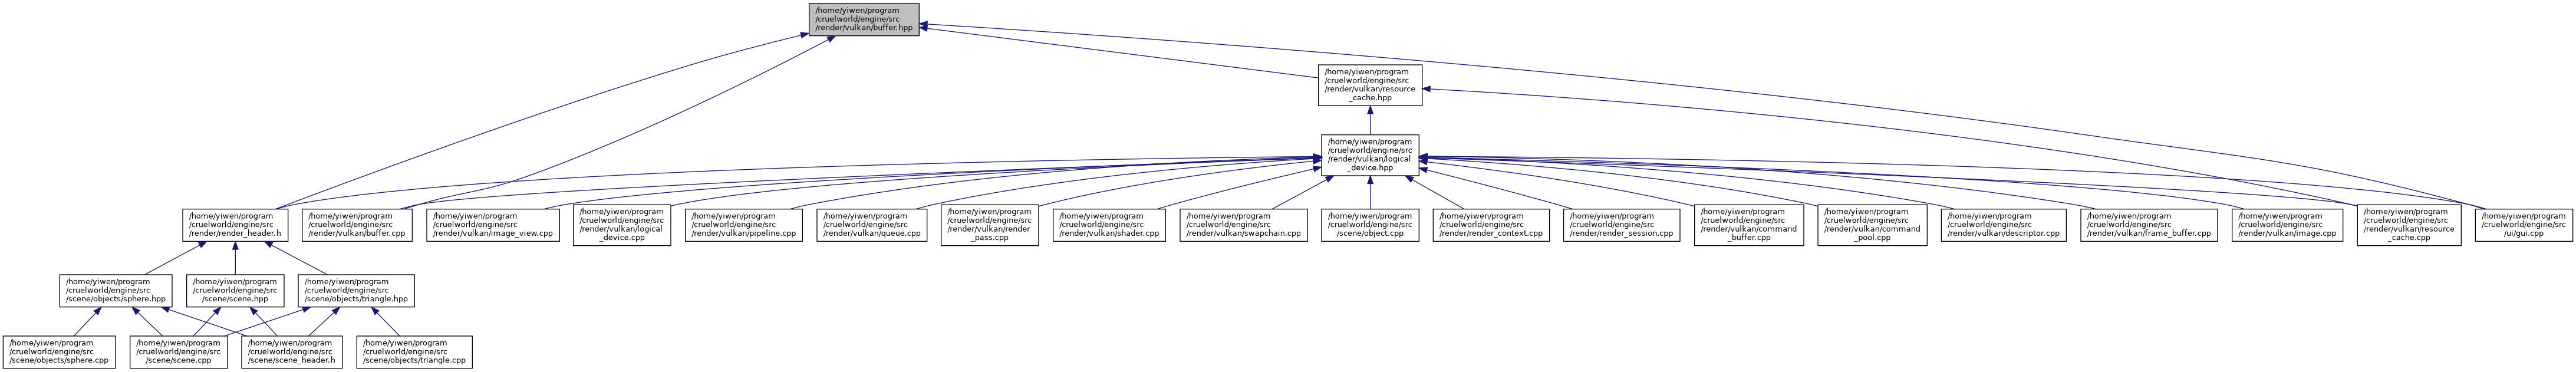 /home/yiwen/program
/cruelworld/engine/src
/render/vulkan/buffer.hpp
/home/yiwen/program
/cruelworld/engine/src
/render/vulkan/resource
_cache.hpp
/home/yiwen/program
/cruelworld/engine/src
/render/vulkan/logical
_device.hpp
/home/yiwen/program
/cruelworld/engine/src
/render/render_header.h
/home/yiwen/program
/cruelworld/engine/src
/render/vulkan/buffer.cpp
/home/yiwen/program
/cruelworld/engine/src
/render/vulkan/image_view.cpp
/home/yiwen/program
/cruelworld/engine/src
/render/vulkan/logical
_device.cpp
/home/yiwen/program
/cruelworld/engine/src
/render/vulkan/pipeline.cpp
/home/yiwen/program
/cruelworld/engine/src
/render/vulkan/queue.cpp
/home/yiwen/program
/cruelworld/engine/src
/render/vulkan/render
_pass.cpp
/home/yiwen/program
/cruelworld/engine/src
/render/vulkan/shader.cpp
/home/yiwen/program
/cruelworld/engine/src
/render/vulkan/swapchain.cpp
/home/yiwen/program
/cruelworld/engine/src
/scene/object.cpp
/home/yiwen/program
/cruelworld/engine/src
/render/render_context.cpp
/home/yiwen/program
/cruelworld/engine/src
/render/render_session.cpp
/home/yiwen/program
/cruelworld/engine/src
/render/vulkan/command
_buffer.cpp
/home/yiwen/program
/cruelworld/engine/src
/render/vulkan/command
_pool.cpp
/home/yiwen/program
/cruelworld/engine/src
/render/vulkan/descriptor.cpp
/home/yiwen/program
/cruelworld/engine/src
/render/vulkan/frame_buffer.cpp
/home/yiwen/program
/cruelworld/engine/src
/render/vulkan/image.cpp
/home/yiwen/program
/cruelworld/engine/src
/render/vulkan/resource
_cache.cpp
/home/yiwen/program
/cruelworld/engine/src
/ui/gui.cpp
/home/yiwen/program
/cruelworld/engine/src
/scene/objects/sphere.hpp
/home/yiwen/program
/cruelworld/engine/src
/scene/scene.hpp
/home/yiwen/program
/cruelworld/engine/src
/scene/objects/triangle.hpp
/home/yiwen/program
/cruelworld/engine/src
/scene/objects/sphere.cpp
/home/yiwen/program
/cruelworld/engine/src
/scene/scene.cpp
/home/yiwen/program
/cruelworld/engine/src
/scene/scene_header.h
/home/yiwen/program
/cruelworld/engine/src
/scene/objects/triangle.cpp